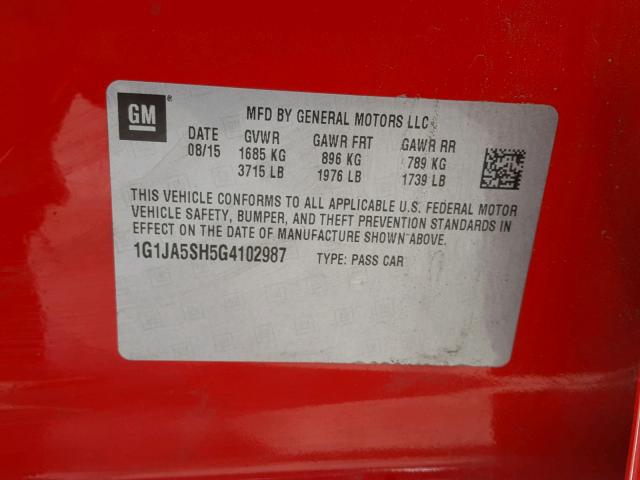 GM ®
MFD BY GENERAL MOTORS LLC
DATE GVWR GAWR FRT GAWR RR
08/15 1685 KG 896 KG 789 KG
3715 LB 1976 LB 1739 LB
THIS VEHICLE CONFORMS TO ALL APPLICABLE U.S. FEDERAL MOTOR
VEHICLE SAFETY, BUMPER, AND THEFT PREVENTION STANDARDS IN
EFFECT ON THE DATE OF MANUFACTURE SHOWN ABOVE.
1G1JA5SH5G4102987 TYPE: PASS CAR